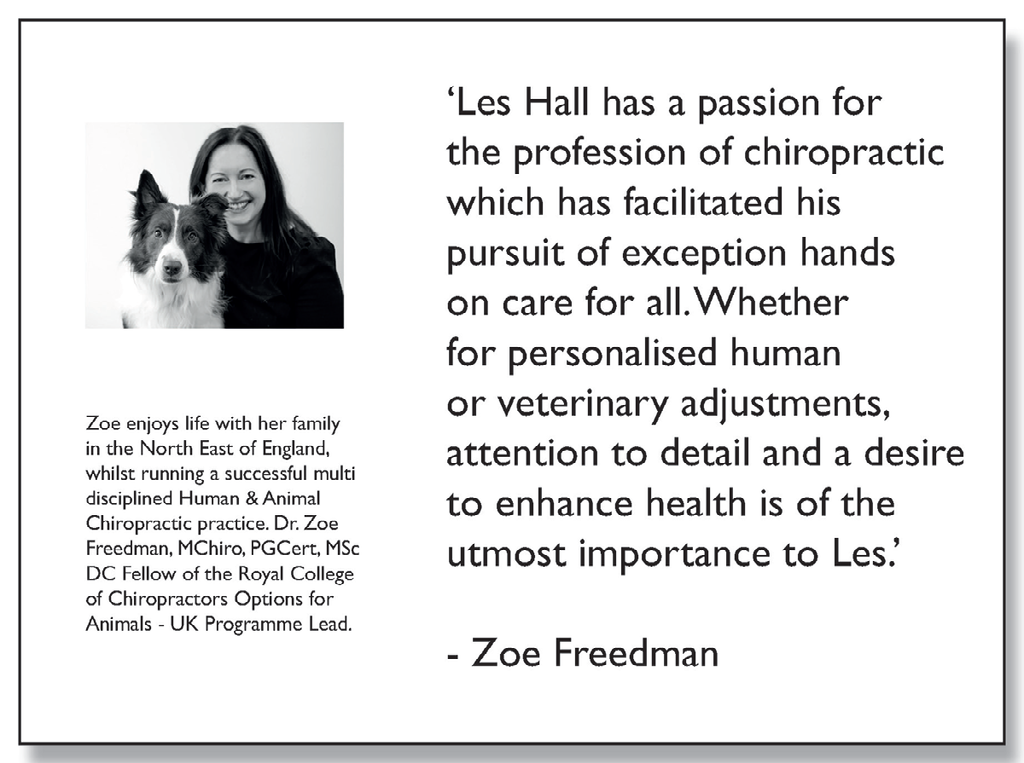 Zoe enjoys life with her family
in the North East of England,
whilst running a successful multi
disciplined Human & Animal
Chiropractic practice. Dr. Zoe
Freedman, MChiro, PGCert, MSc
DC Fellow of the Royal College
of Chiropractors Options for
Animals - UK Programme Lead.
‘Les Hall has a passion for
the profession of chiropractic
which has facilitated his
pursuit of exception hands
on care for all. Whether
for personalised human
or veterinary adjustments,
attention to detail and a desire
to enhance health is of the
utmost importance to Les.’
- Zoe Freedman